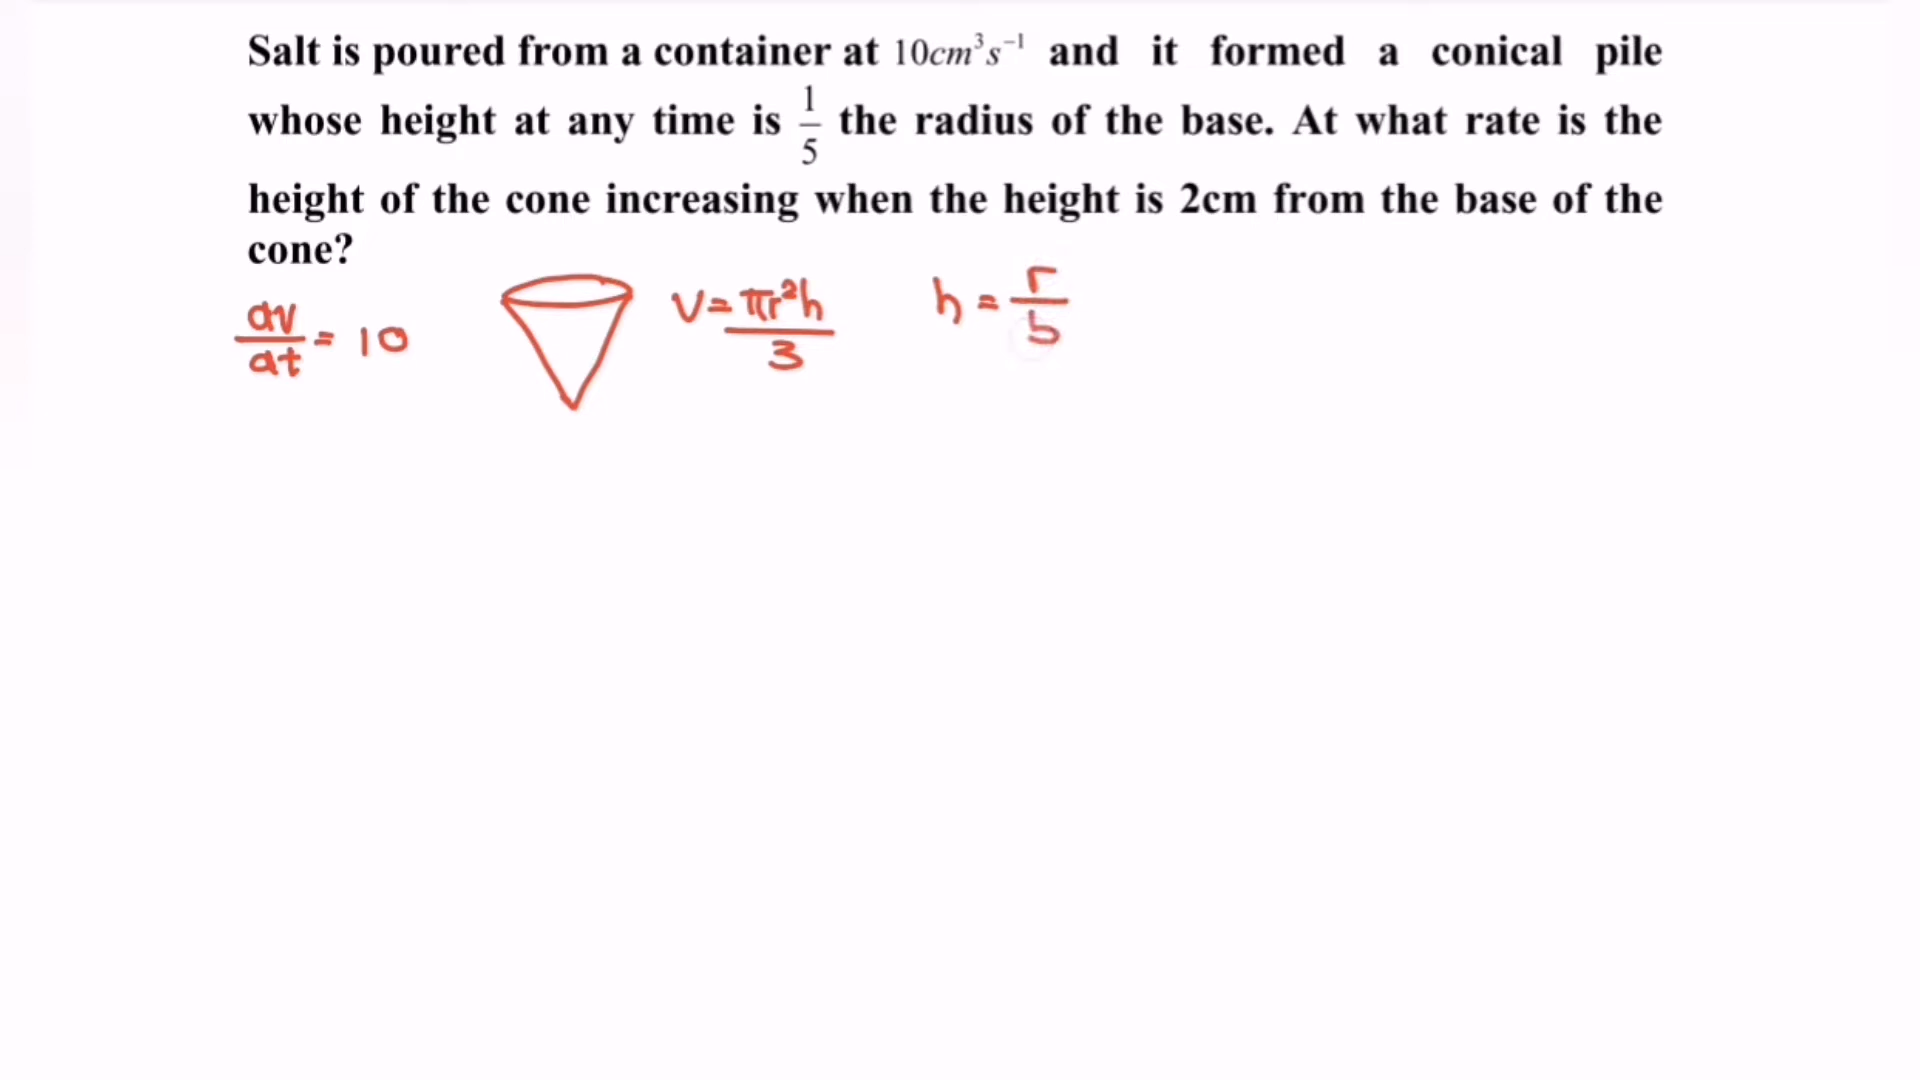 Salt is poured from a container at 10cm³s⁻¹ and it formed a conical pile
whose height at any time is 1/5 the radius of the base. At what rate is the
height of the cone increasing when the height is 2cm from the base of the
cone?
dv/dt = 10 V = πr²h/3 h = r/5